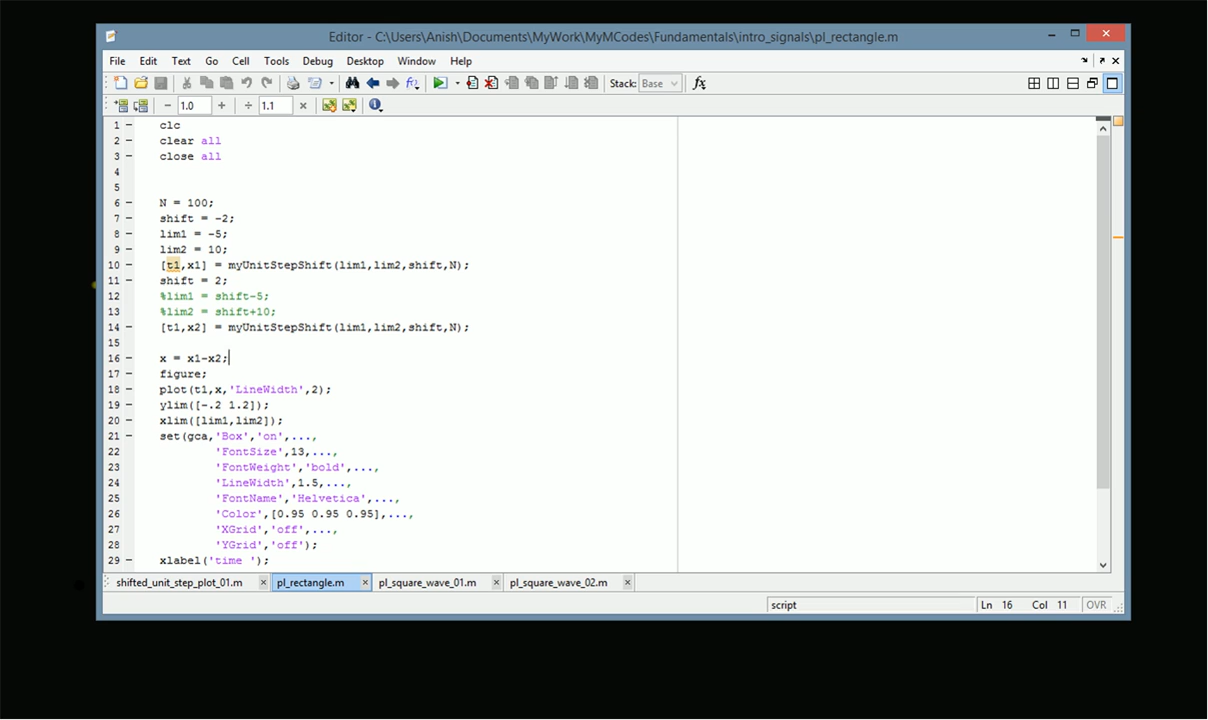 Editor - C:\Users\Anish\Documents\MyWork\MyMCodes\Fundamentals\intro_signals\pl_rectangle.m
File Edit Text Go Cell Tools Debug Desktop Window Help
Stack: Base fx
− 1.0 + ÷ 1.1 ×
1 − clc
2 − clear all
3 − close all
4
5
6 − N = 100;
7 − shift = -2;
8 − lim1 = -5;
9 − lim2 = 10;
10 − [t1,x1] = myUnitStepShift(lim1,lim2,shift,N);
11 − shift = 2;
12 %lim1 = shift-5;
13 %lim2 = shift+10;
14 − [t1,x2] = myUnitStepShift(lim1,lim2,shift,N);
15
16 − x = x1-x2;
17 − figure;
18 − plot(t1,x,'LineWidth',2);
19 − ylim([-.2 1.2]);
20 − xlim([lim1,lim2]);
21 − set(gca,'Box','on',...,
22 'FontSize',13,...,
23 'FontWeight','bold',...,
24 'LineWidth',1.5,...,
25 'FontName','Helvetica',...,
26 'Color',[0.95 0.95 0.95],...,
27 'XGrid','off',...,
28 'YGrid','off');
29 − xlabel('time ');
shifted_unit_step_plot_01.m × pl_rectangle.m × pl_square_wave_01.m × pl_square_wave_02.m ×
script Ln 16 Col 11 OVR